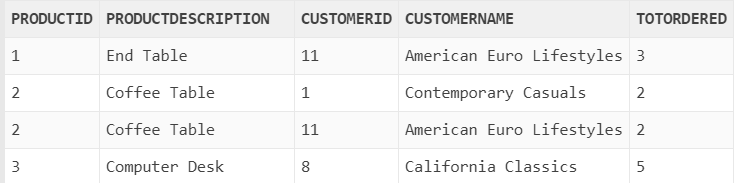 PRODUCTID PRODUCTDESCRIPTION CUSTOMERID CUSTOMERNAME TOTORDERED
1 End Table 11 American Euro Lifestyles 3
2 Coffee Table 1 Contemporary Casuals 2
2 Coffee Table 11 American Euro Lifestyles 2
3 Computer Desk 8 California Classics 5